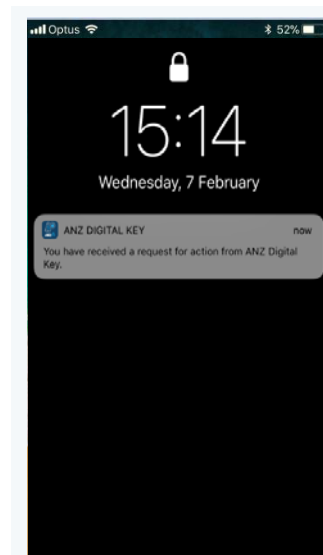 Optus 52%
15:14
Wednesday, 7 February
ANZ DIGITAL KEY now
You have received a request for action from ANZ Digital
Key.